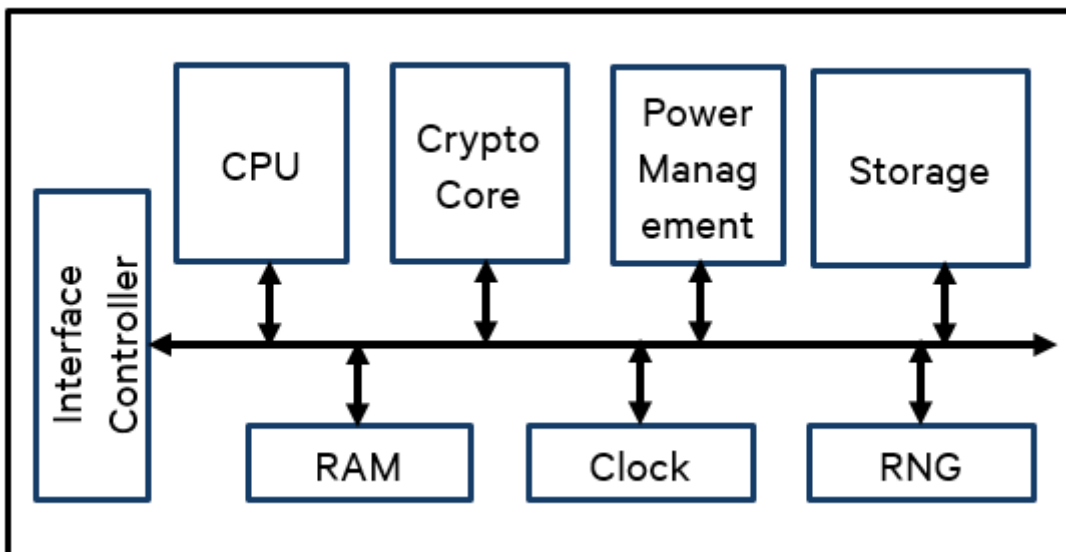 CPU
Crypto
Core
Power
Manag
ement
Storage
Interface
Controller
RAM
Clock
RNG